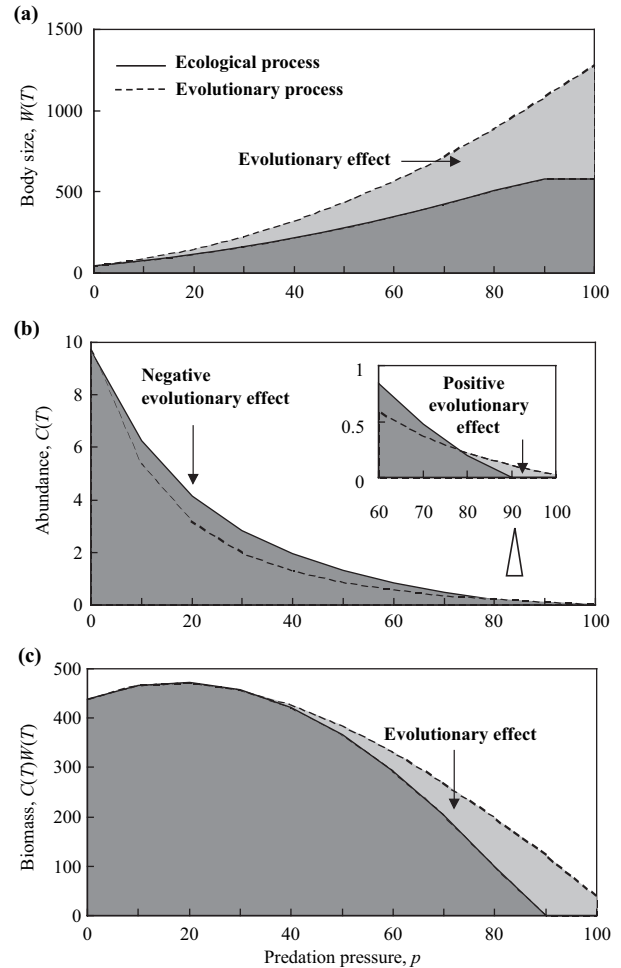 (a)
1500
1000
500
0
Body size, W(T)
Ecological process
Evolutionary process
Evolutionary effect
0 20 40 60 80 100
(b)
10
8
6
4
2
0
Abundance, C(T)
Negative
evolutionary effect
1
0.5
0
Positive
evolutionary
effect
60 70 80 90 100
0 20 40 60 80 100
(c)
500
400
300
200
100
0
Biomass, C(T)W(T)
Evolutionary effect
0 20 40 60 80 100
Predation pressure, p